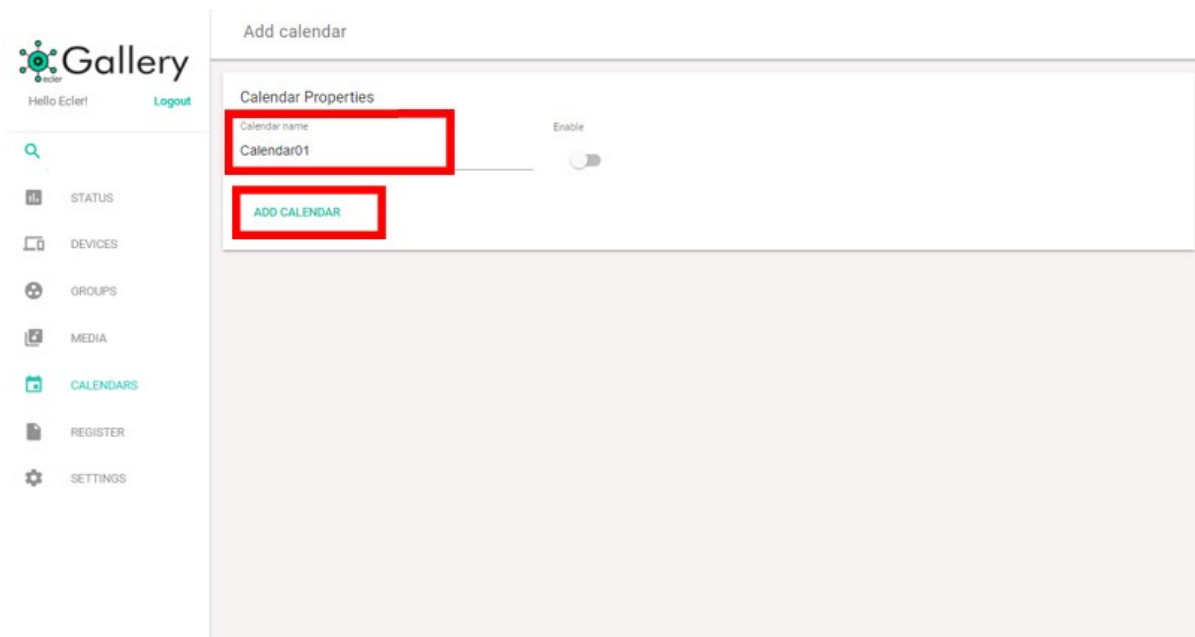 Add calendar
ecler
Gallery
Hello Ecler! Logout
Calendar Properties
Calendar name
Enable
Calendar01
ADD CALENDAR
STATUS
DEVICES
GROUPS
MEDIA
CALENDARS
REGISTER
SETTINGS